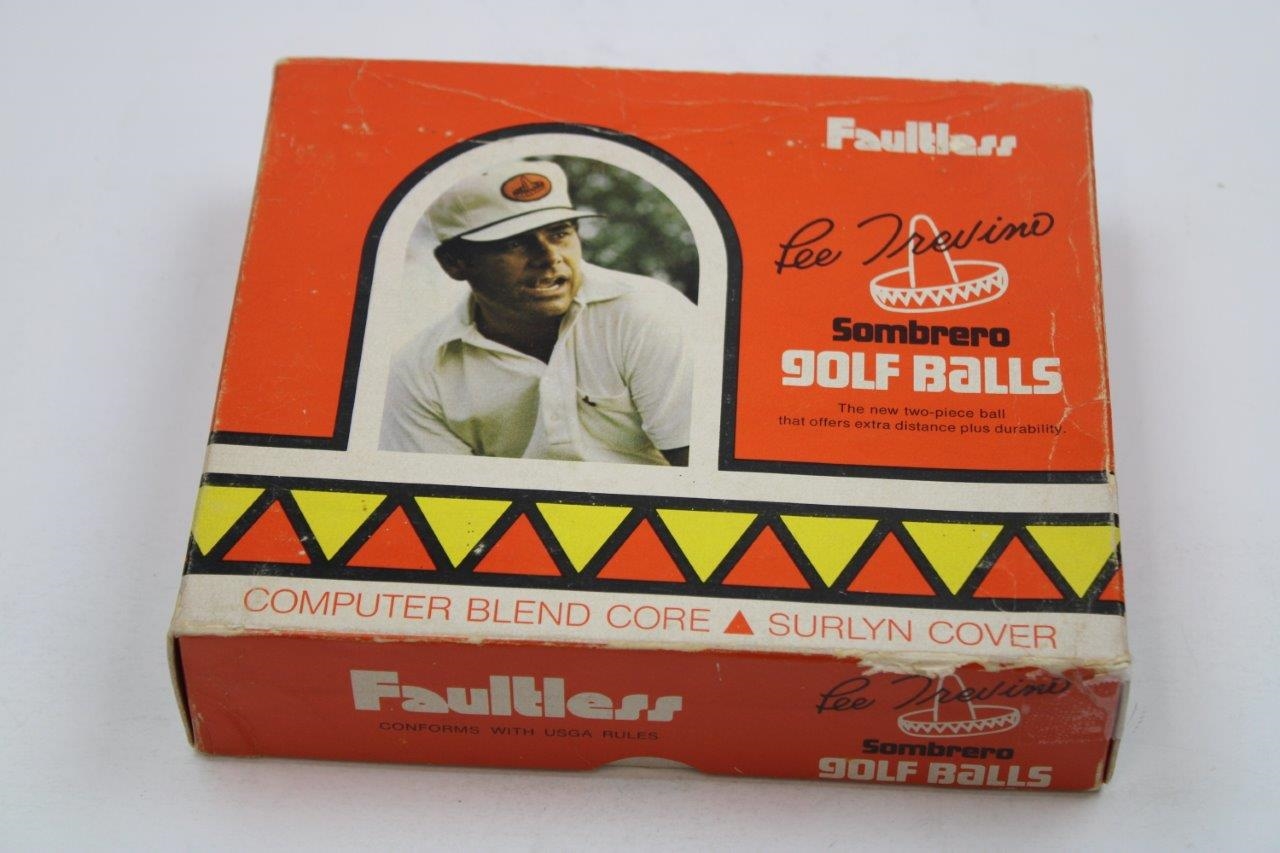 Faultless
Lee Trevino
Sombrero
GOLF BALLS
The new two-piece ball
that offers extra distance plus durability.
COMPUTER BLEND CORE ▲ SURLYN COVER
Faultless
CONFORMS WITH USGA RULES
Lee Trevino
Sombrero
GOLF BALLS